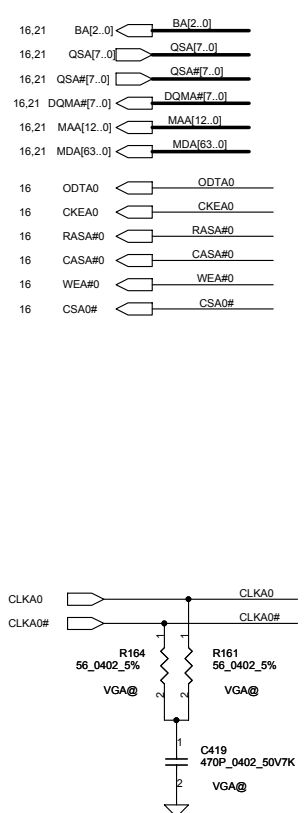 16,21 BA[2..0] BA[2..0]
16,21 QSA[7..0] QSA[7..0]
16,21 QSA#[7..0] QSA#[7..0]
16,21 DQMA#[7..0] DQMA#[7..0]
16,21 MAA[12..0] MAA[12..0]
16,21 MDA[63..0] MDA[63..0]
16 ODTA0 ODTA0
16 CKEA0 CKEA0
16 RASA#0 RASA#0
16 CASA#0 CASA#0
16 WEA#0 WEA#0
16 CSA0# CSA0#
CLKA0 CLKA0
CLKA0# CLKA0#
1 1
R164 R161
56_0402_5% 56_0402_5%
VGA@ VGA@
2 2
1
C419
470P_0402_50V7K
2 VGA@